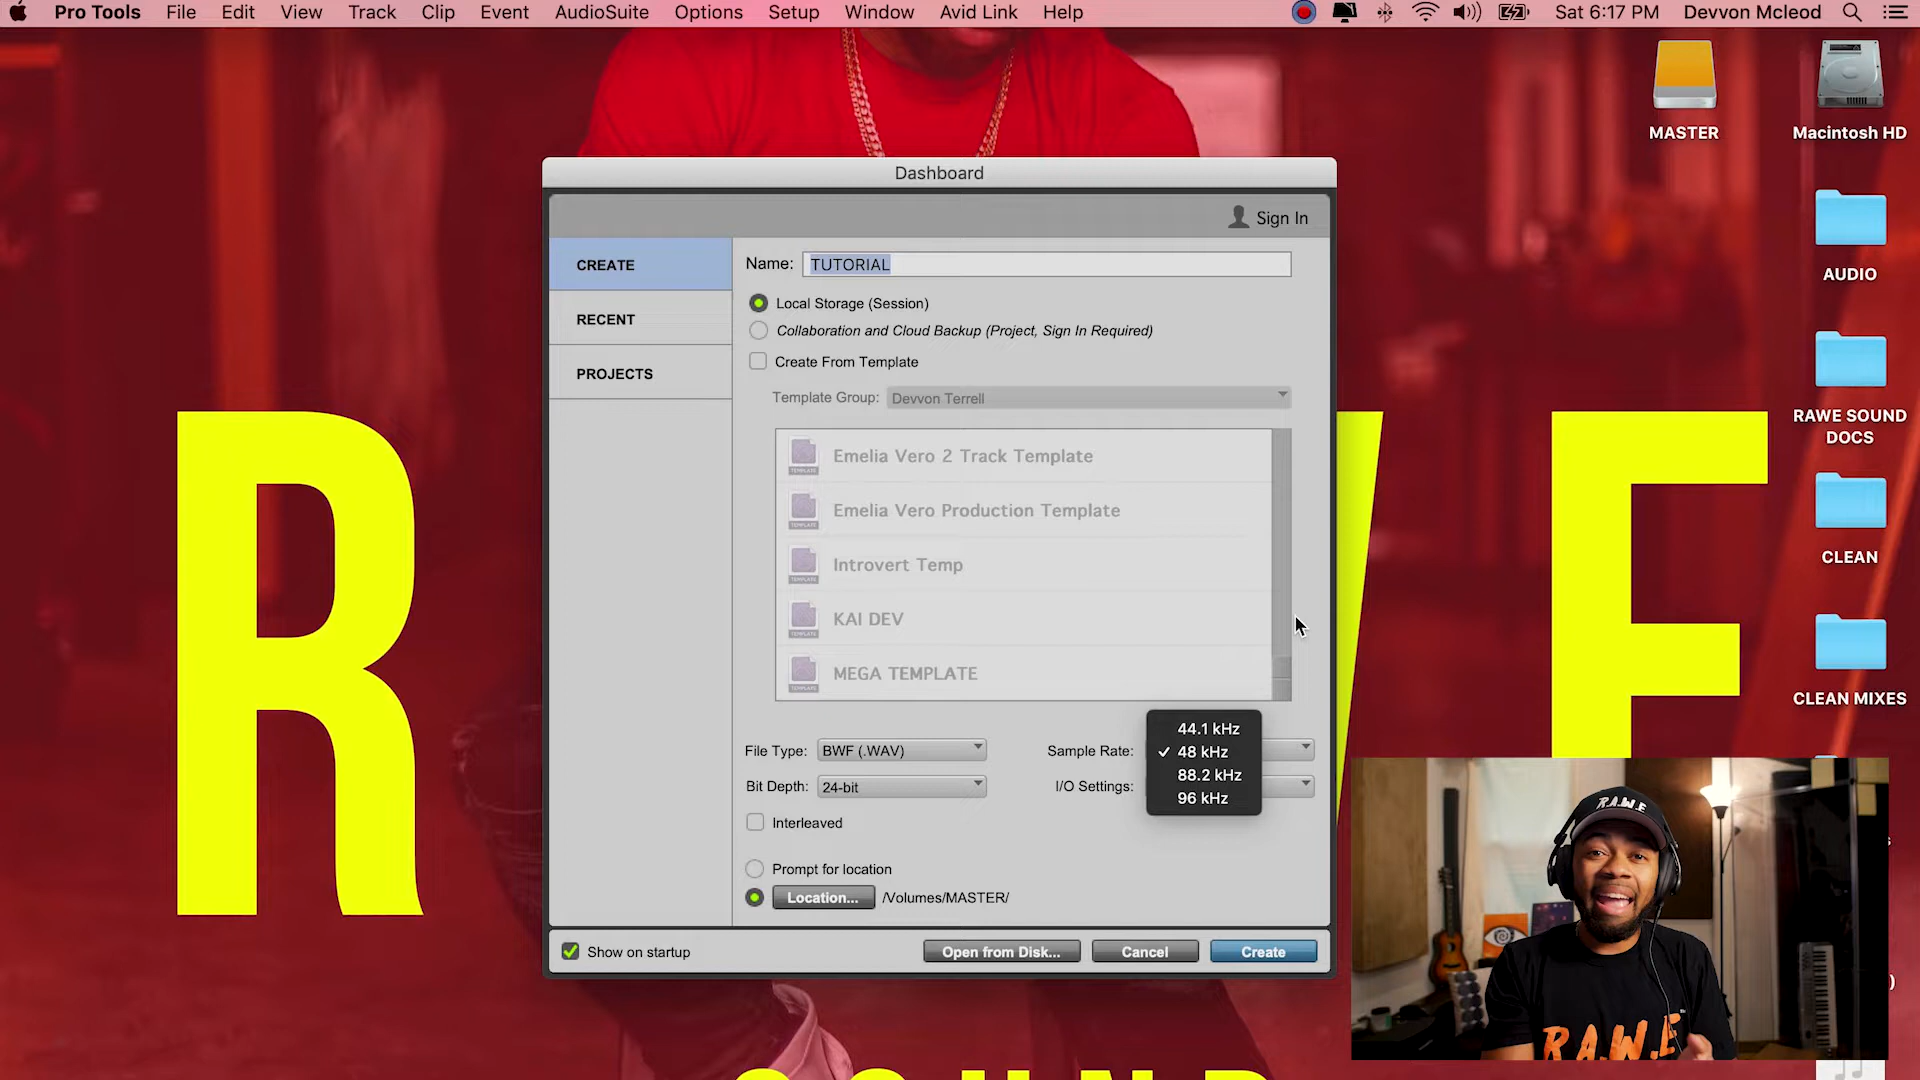 Pro Tools File Edit View Track Clip Event AudioSuite Options Setup Window Avid Link Help Sat 6:17 PM Devvon Mcleod
MASTER
Macintosh HD
AUDIO
RAWE SOUND
DOCS
CLEAN
CLEAN MIXES
Dashboard
Sign In
CREATE
RECENT
PROJECTS
Name: TUTORIAL
Local Storage (Session)
Collaboration and Cloud Backup (Project, Sign In Required)
Create From Template
Template Group: Devvon Terrell
Emelia Vero 2 Track Template
Emelia Vero Production Template
Introvert Temp
KAI DEV
MEGA TEMPLATE
File Type: BWF (.WAV)
Sample Rate:
44.1 kHz
✓ 48 kHz
88.2 kHz
96 kHz
Bit Depth: 24-bit
I/O Settings:
Interleaved
Prompt for location
Location... /Volumes/MASTER/
Show on startup
Open from Disk... Cancel Create
R E
R.A.W.E
R.A.W.E